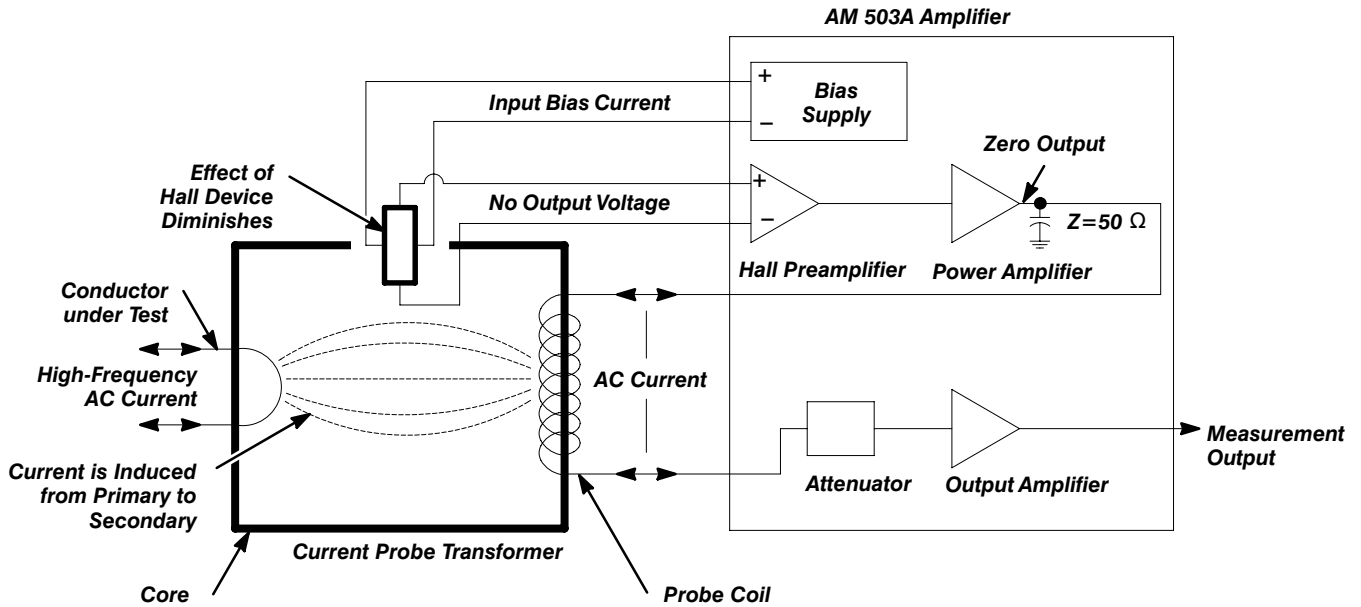 AM 503A Amplifier
+
Bias
Supply
Input Bias Current
−
Zero Output
Effect of
Hall Device
Diminishes
+
No Output Voltage
−
Z=50 Ω
Hall Preamplifier
Power Amplifier
Conductor
under Test
High-Frequency
AC Current
AC Current
Current is Induced
from Primary to
Secondary
Measurement
Output
Attenuator
Output Amplifier
Current Probe Transformer
Core
Probe Coil